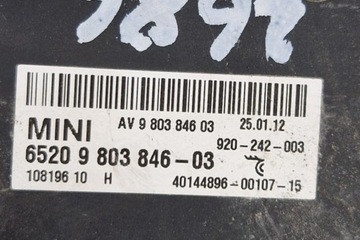 AV 9 803 846 03 25.01.12
MINI 920-242-003
6520 9 803 846-03
108196 10 H 40144896-00107-15